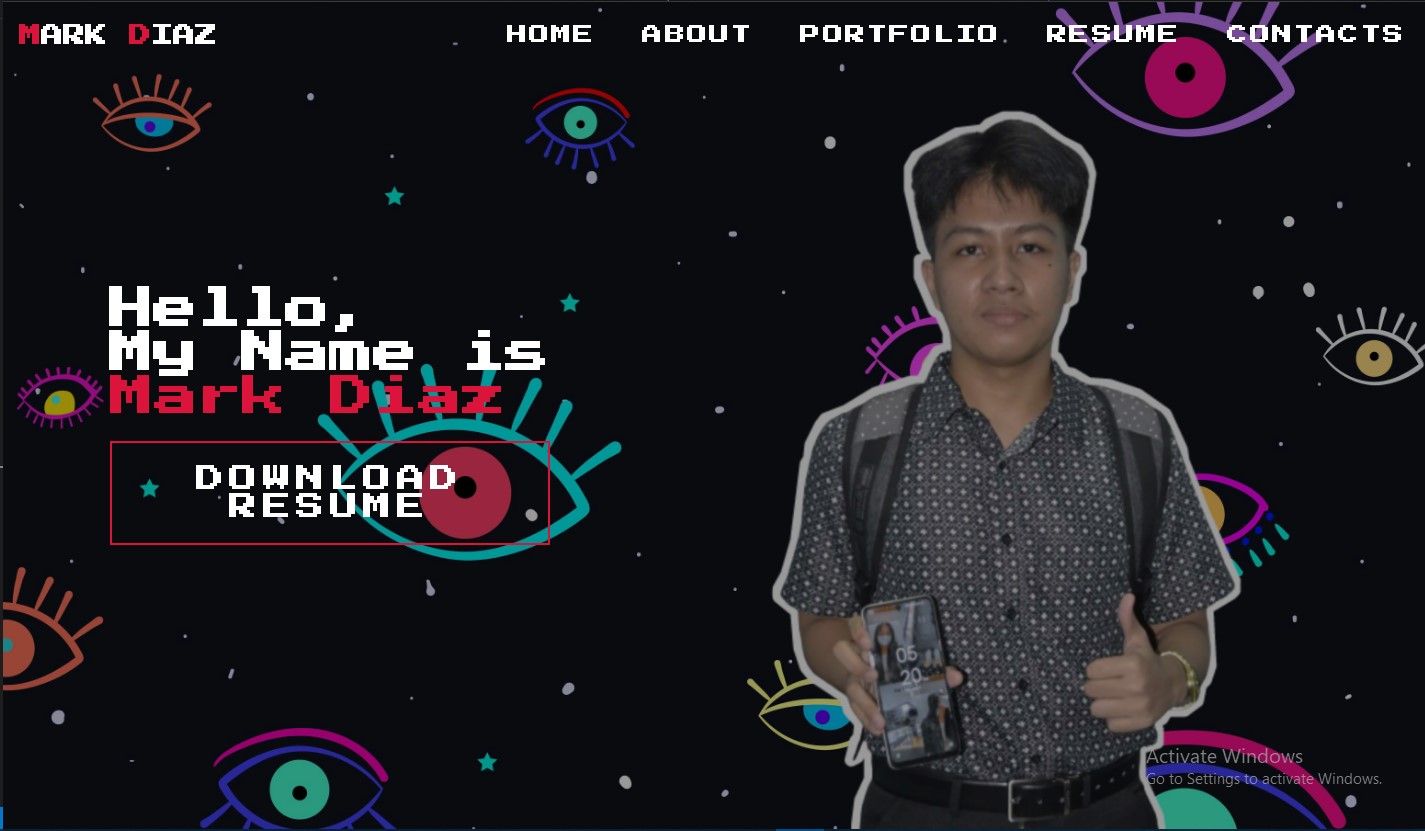 MARK DIAZ
HOME ABOUT PORTFOLIO RESUME CONTACTS
Hello,
My Name is
Mark Diaz
DOWNLOAD
RESUME
05
20
Activate Windows
Go to Settings to activate Windows.